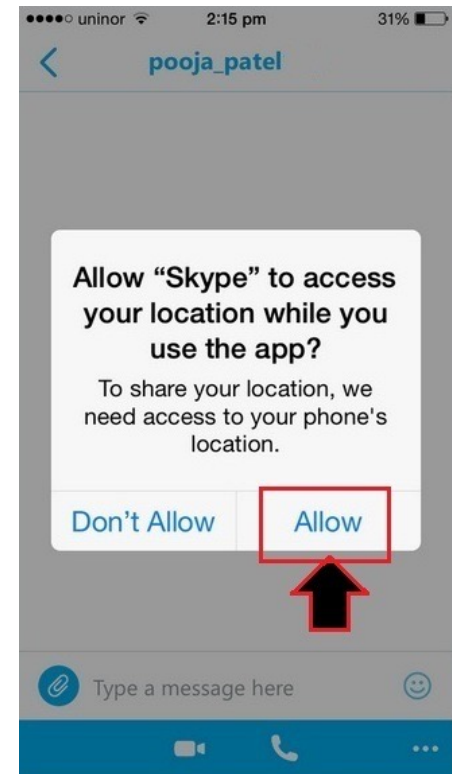 uninor 2:15 pm 31%
pooja_patel
Allow “Skype” to access
your location while you
use the app?
To share your location, we
need access to your phone's
location.
Don't Allow Allow
Type a message here